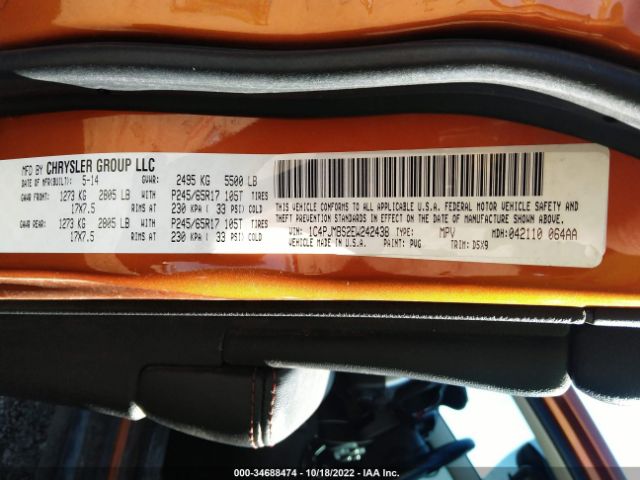 MFD BY CHRYSLER GROUP LLC
DATE OF MFR(BUILT): 5-14 GVWR: 2495 KG 5500 LB
GAWR FRONT: 1273 KG 2805 LB WITH P245/65R17 105T TIRES
17X7.5 RIMS AT 230 KPA ( 33 PSI) COLD
GAWR REAR: 1273 KG 2805 LB WITH P245/65R17 105T TIRES
17X7.5 RIMS AT 230 KPA ( 33 PSI) COLD
THIS VEHICLE CONFORMS TO ALL APPLICABLE U.S.A. FEDERAL MOTOR VEHICLE SAFETY AND
THEFT PREVENTION STANDARDS IN EFFECT ON THE DATE OF MANUFACTURE SHOWN ABOVE.
VIN: 1C4PJMBS2EW242438 TYPE: MPV MDH: 042110 064AA
VEHICLE MADE IN U.S.A. PAINT: PWG TRIM: D5X9
000-34688474 | 10/18/2022 | IAA Inc.